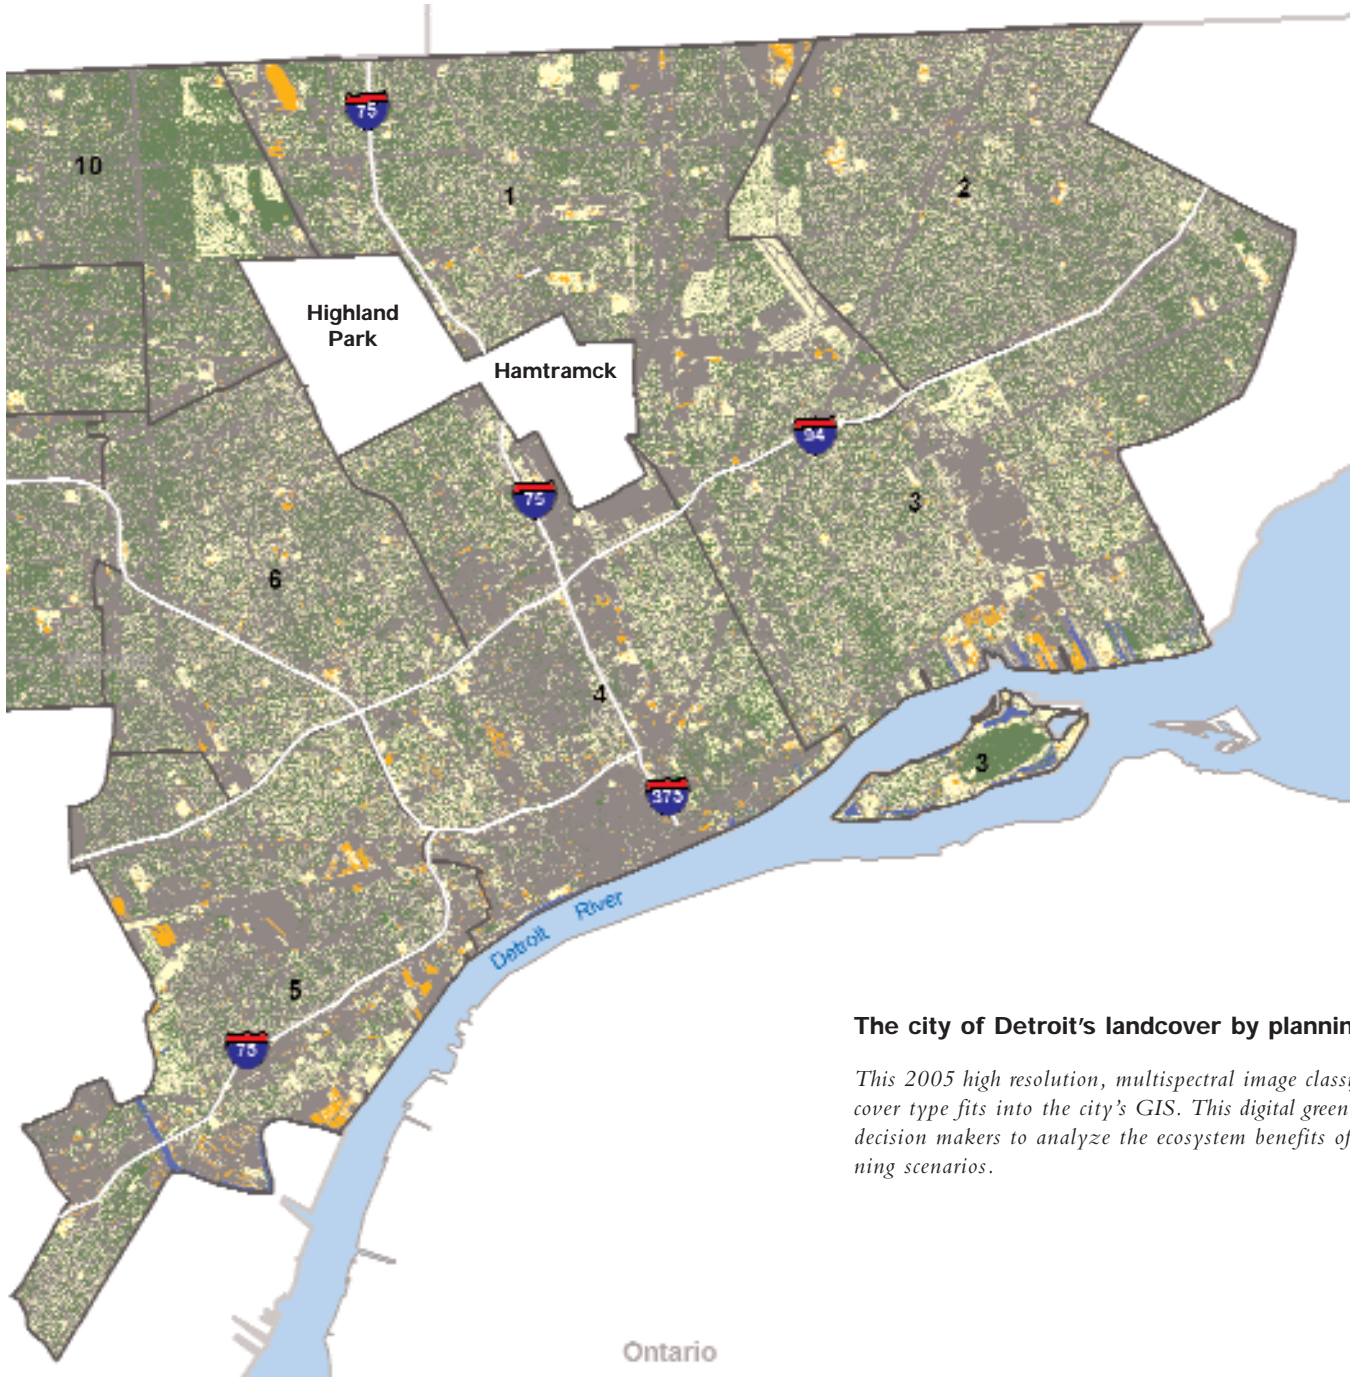 75
10
1
2
Highland
Park
Hamtramck
94
75
3
6
4
3
375
Detroit River
5
75
The city of Detroit's landcover by plannin
This 2005 high resolution, multispectral image classi
cover type fits into the city's GIS. This digital green
decision makers to analyze the ecosystem benefits of
ning scenarios.
Ontario